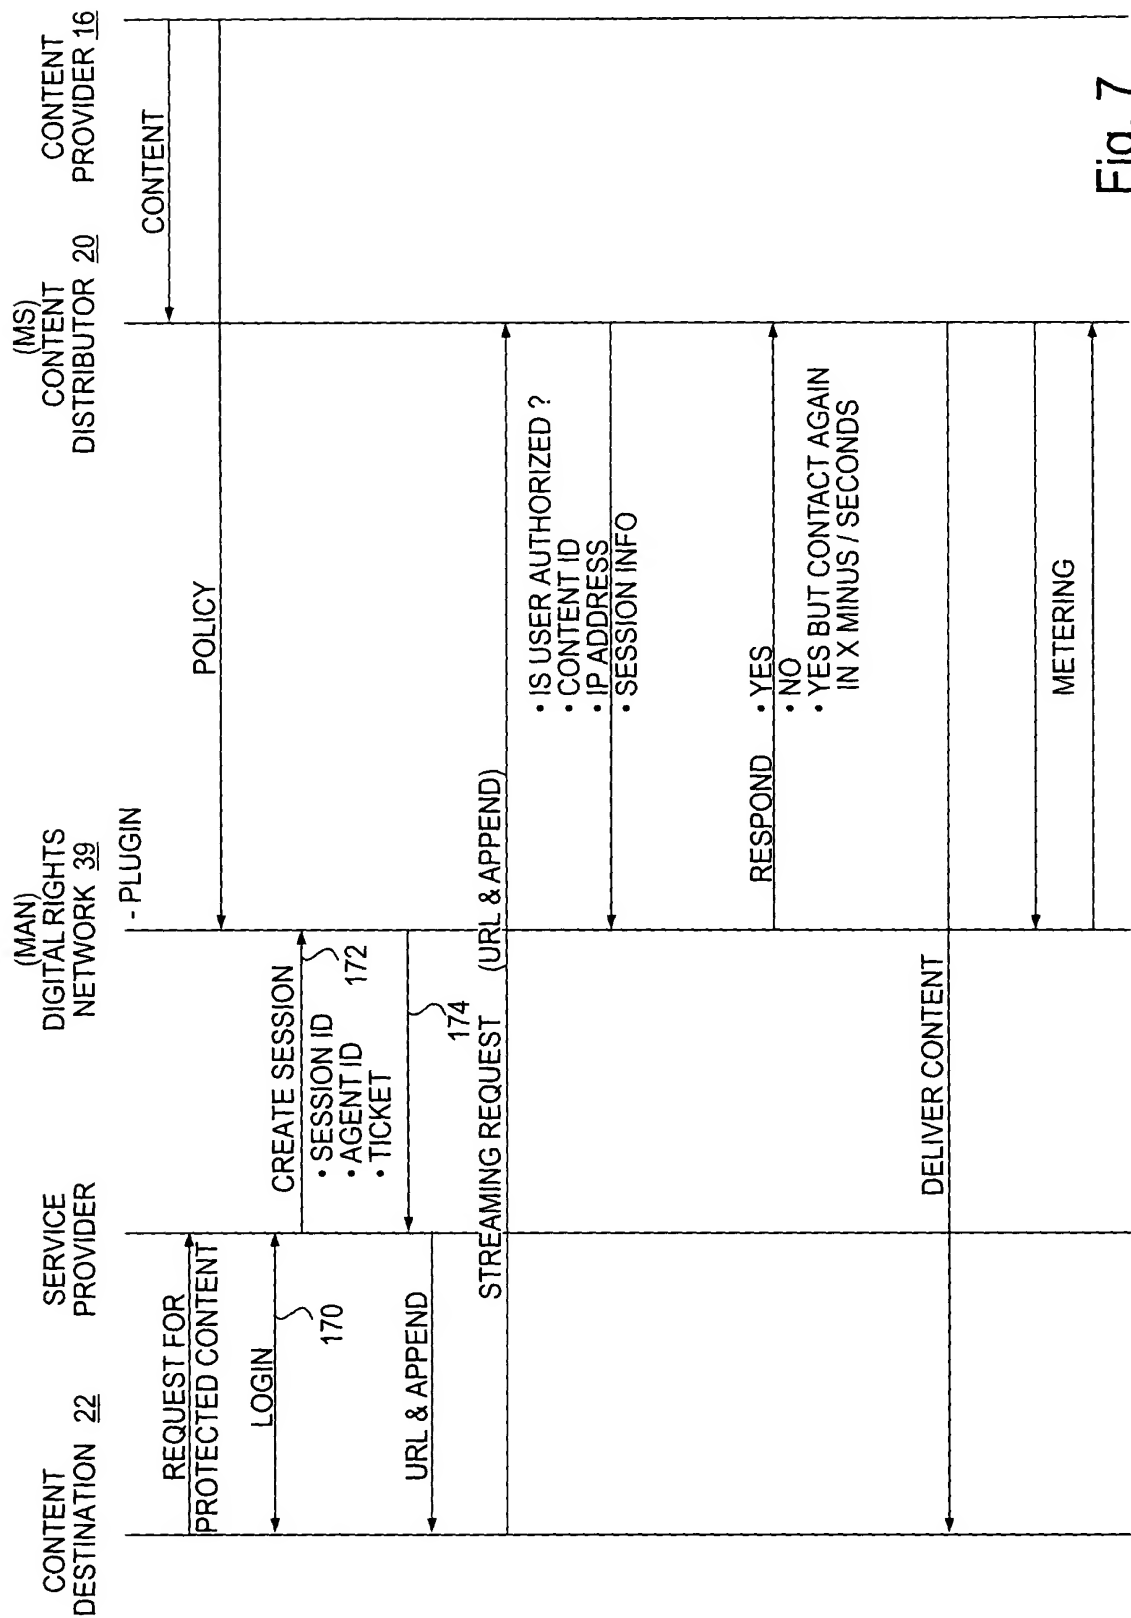 CONTENT
DESTINATION 22
SERVICE
PROVIDER
(MAN)
DIGITAL RIGHTS
NETWORK 39
- PLUGIN
(MS)
CONTENT
DISTRIBUTOR 20
CONTENT
PROVIDER 16
CONTENT
POLICY
REQUEST FOR
PROTECTED CONTENT
LOGIN
170
CREATE SESSION
172
• SESSION ID
• AGENT ID
• TICKET
174
URL & APPEND
STREAMING REQUEST (URL & APPEND)
• IS USER AUTHORIZED ?
• CONTENT ID
• IP ADDRESS
• SESSION INFO
RESPOND
• YES
• NO
• YES BUT CONTACT AGAIN
IN X MINUS / SECONDS
DELIVER CONTENT
METERING
Fig. 7